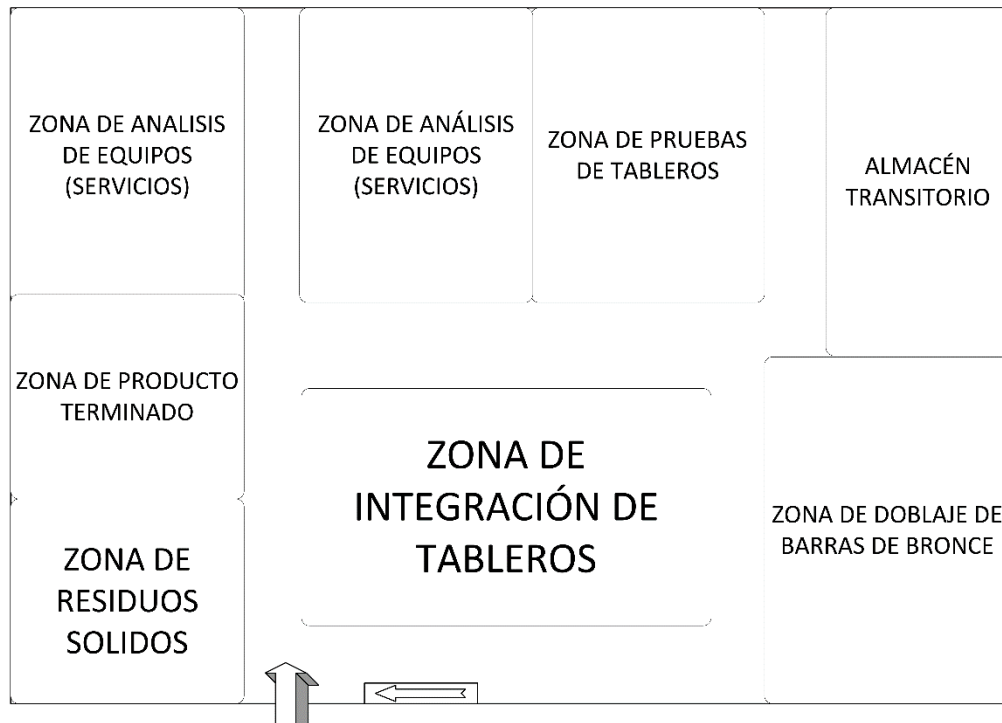 ZONA DE ANALISIS
DE EQUIPOS
(SERVICIOS)
ZONA DE ANÁLISIS
DE EQUIPOS
(SERVICIOS)
ZONA DE PRUEBAS
DE TABLEROS
ALMACÉN
TRANSITORIO
ZONA DE PRODUCTO
TERMINADO
ZONA DE
INTEGRACIÓN DE
TABLEROS
ZONA DE DOBLAJE DE
BARRAS DE BRONCE
ZONA DE
RESIDUOS
SOLIDOS